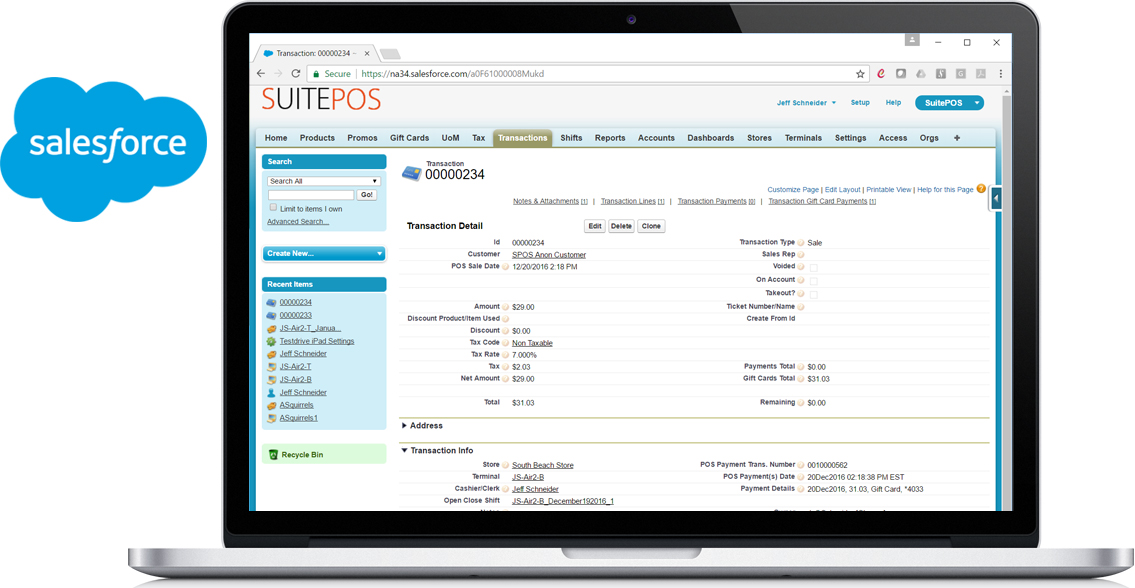 salesforce
Transaction: 00000234 -
Secure https://na34.salesforce.com/a0F61000008Mukd
SUITEPOS
Jeff Schneider Setup Help SuitePOS
Home Products Promos Gift Cards UoM Tax Transactions Shifts Reports Accounts Dashboards Stores Terminals Settings Access Orgs +
Search
Search All
Go!
Limit to items I own
Advanced Search...
Create New...
Recent Items
00000234
00000233
JS-Air2-T_Janua...
Testdrive iPad Settings
Jeff Schneider
JS-Air2-T
JS-Air2-B
Jeff Schneider
ASquirrels
ASquirrels1
Recycle Bin
Transaction
00000234
Customize Page | Edit Layout | Printable View | Help for this Page ?
Notes & Attachments [1] | Transaction Lines [1] | Transaction Payments [0] | Transaction Gift Card Payments [1]
Transaction Detail Edit Delete Clone
Id 00000234 Transaction Type Sale
Customer SPOS Anon Customer Sales Rep
POS Sale Date 12/20/2016 2:18 PM Voided
On Account
Takeout?
Amount $29.00 Ticket Number/Name
Discount Product/Item Used Create From Id
Discount $0.00
Tax Code Non Taxable
Tax Rate 7.000%
Tax $2.03 Payments Total $0.00
Net Amount $29.00 Gift Cards Total $31.03
Total $31.03 Remaining $0.00
Address
Transaction Info
Store South Beach Store POS Payment Trans. Number 0010000562
Terminal JS-Air2-B POS Payment(s) Date 20Dec2016 02:18:38 PM EST
Cashier/Clerk Jeff Schneider Payment Details 20Dec2016, 31.03, Gift Card, *4033
Open Close Shift JS-Air2-B_December192016_1